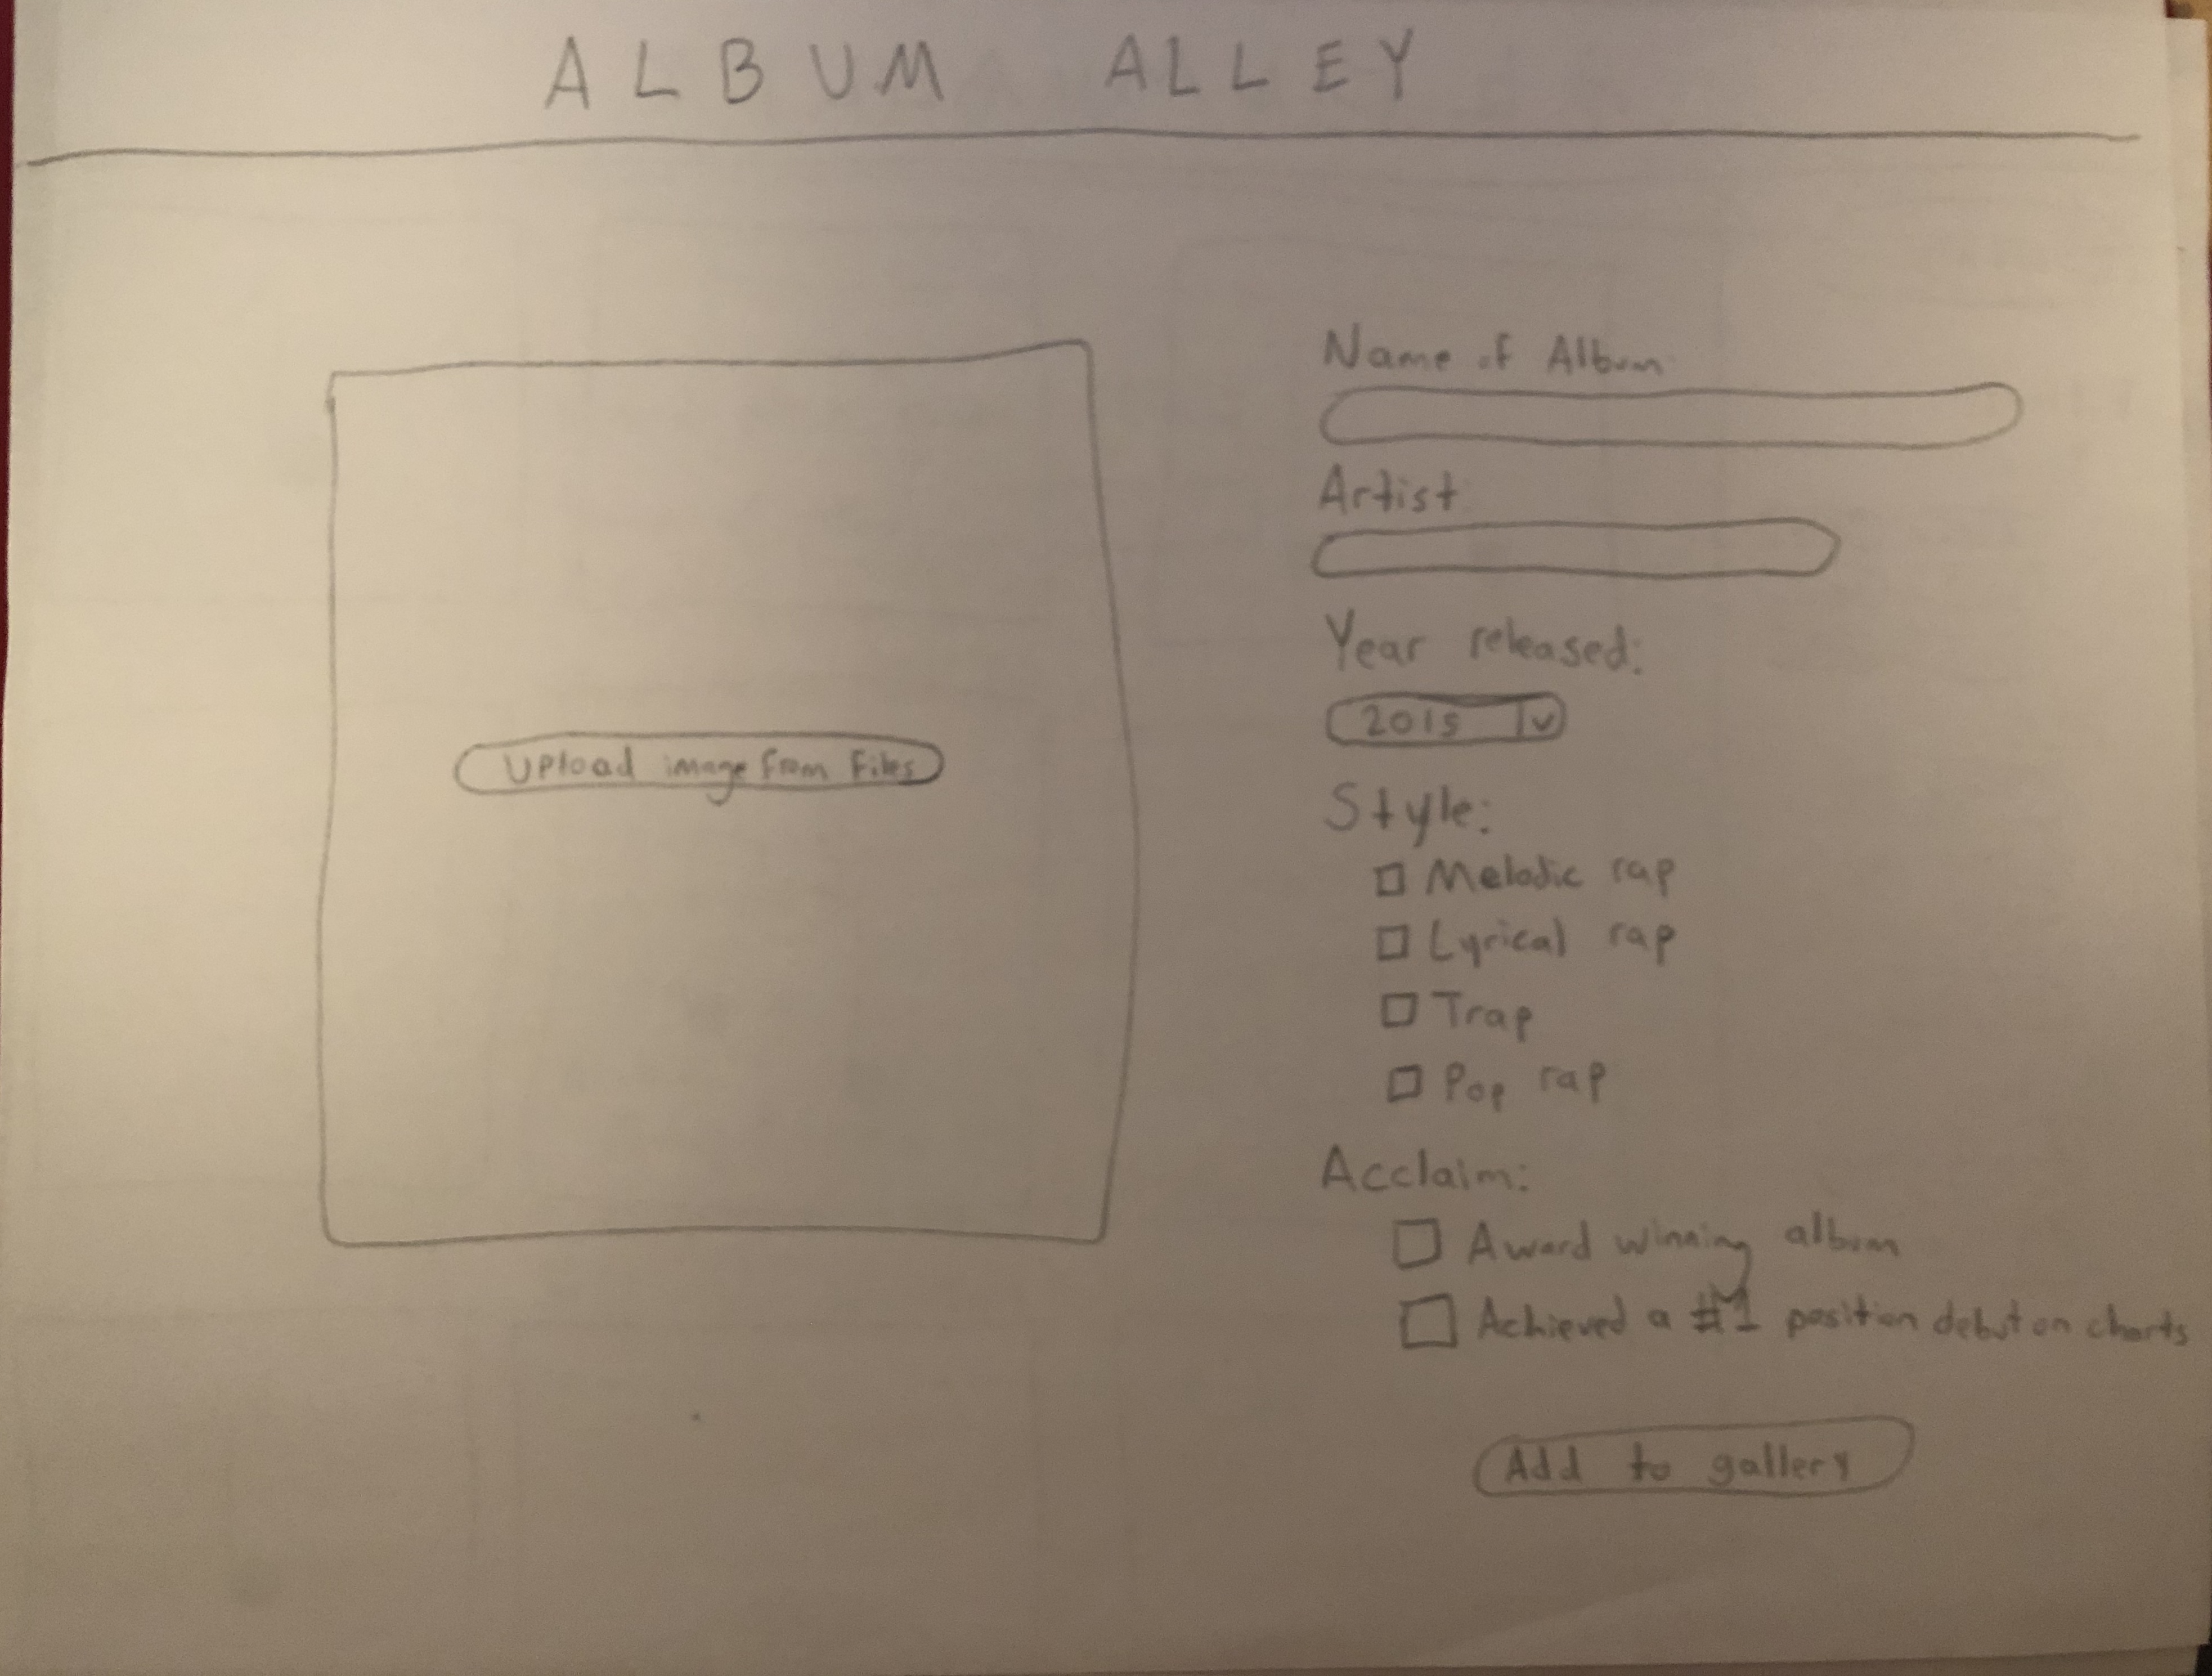 ALBUM ALLEY
Name of Album
Artist
Year released:
2015
Upload image from Files
Style:
Melodic rap
Lyrical rap
Trap
Pop rap
Acclaim:
Award winning album
Achieved a #1 position debut on charts
Add to gallery